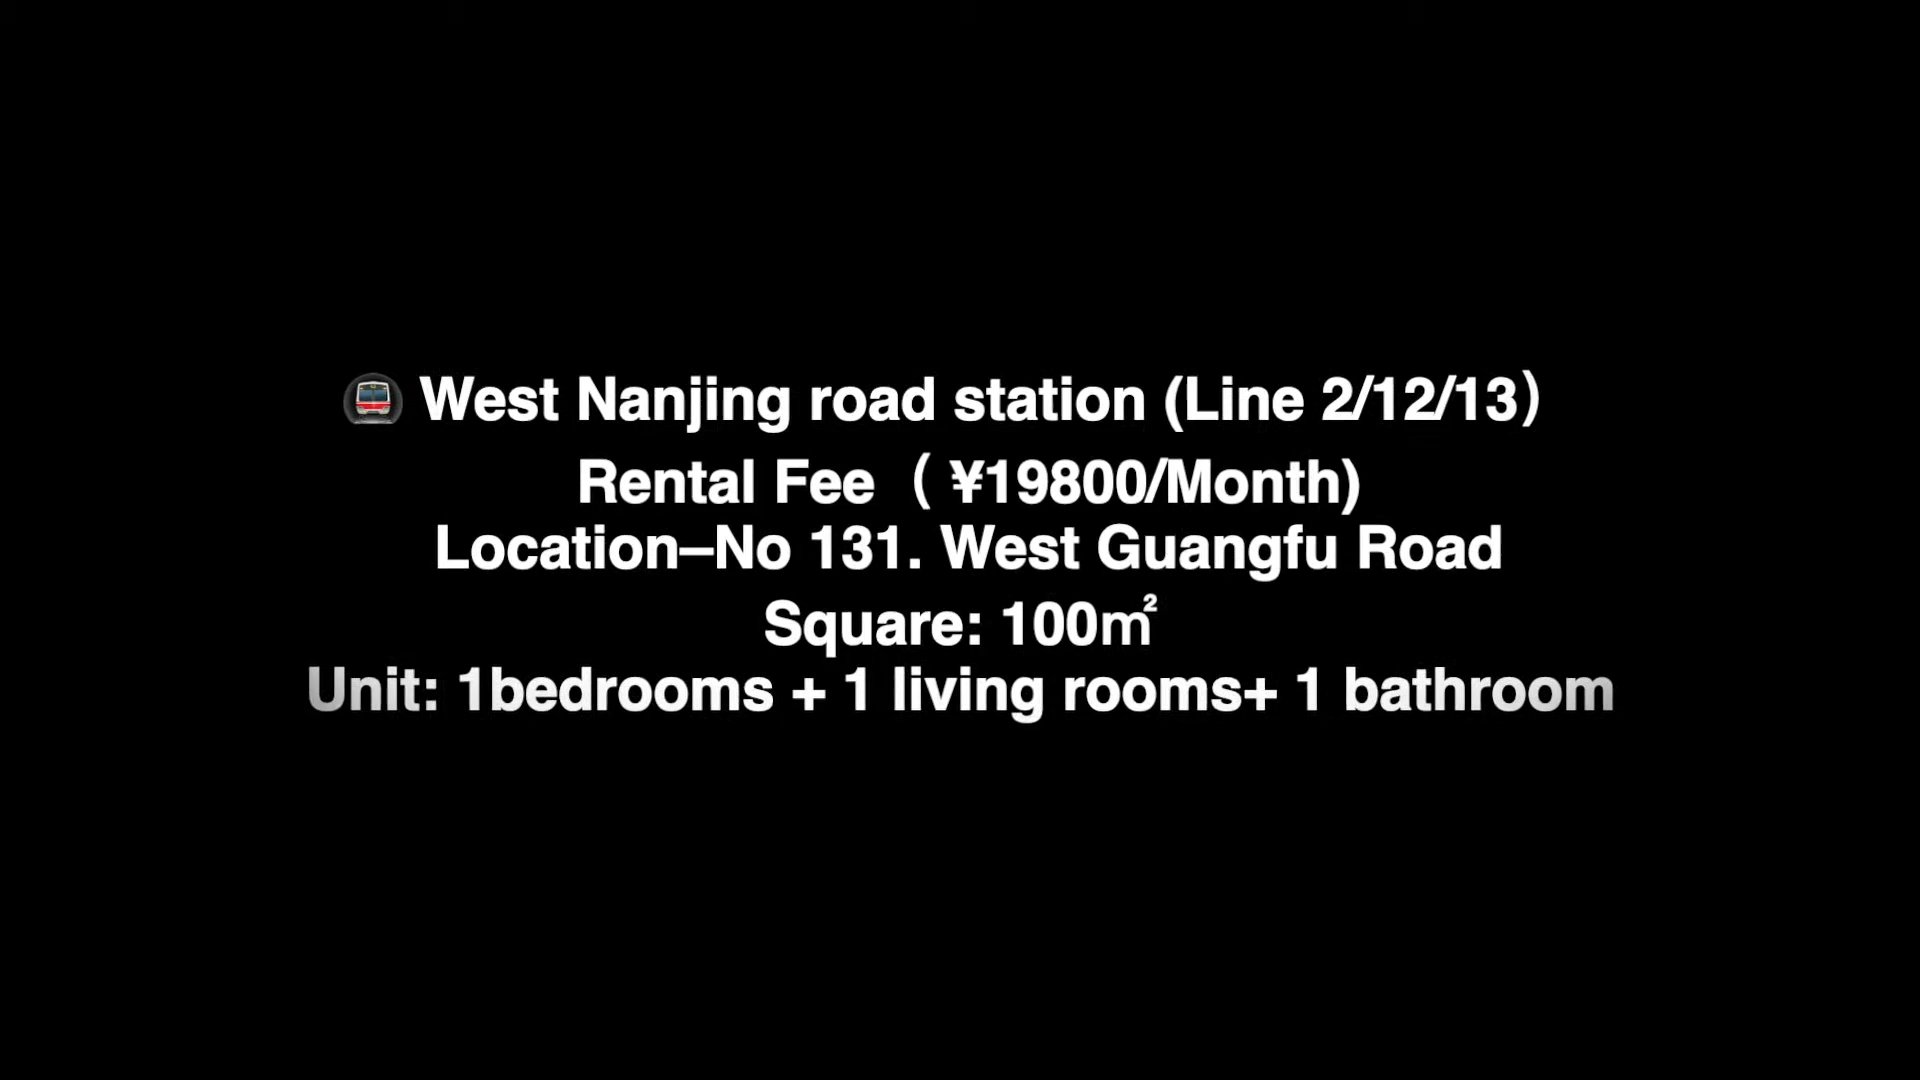 🚇 West Nanjing road station (Line 2/12/13）
Rental Fee（ ¥19800/Month)
Location–No 131. West Guangfu Road
Square: 100㎡
Unit: 1bedrooms + 1 living rooms+ 1 bathroom